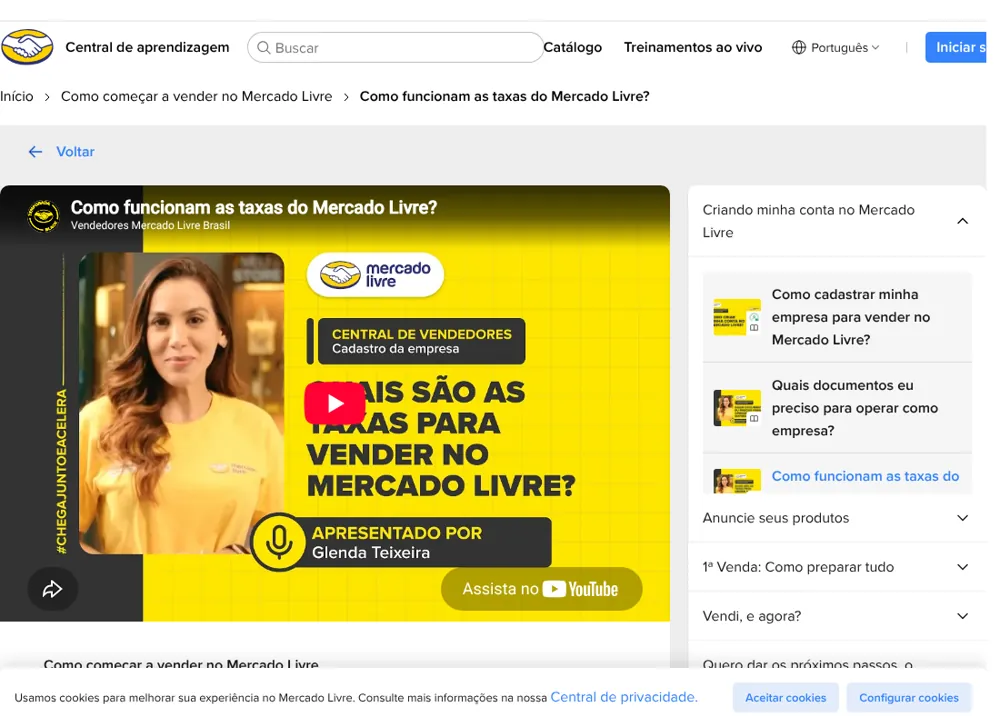 Central de aprendizagem
Buscar
Catálogo
Treinamentos ao vivo
Português
Iniciar s
Início > Como começar a vender no Mercado Livre > Como funcionam as taxas do Mercado Livre?
Voltar
Como funcionam as taxas do Mercado Livre?
Vendedores Mercado Livre Brasil
mercado
livre
CENTRAL DE VENDEDORES
Cadastro da empresa
QUAIS SÃO AS
TAXAS PARA
VENDER NO
MERCADO LIVRE?
#CHEGAJUNTOEACELERA
APRESENTADO POR
Glenda Teixeira
Assista no YouTube
Criando minha conta no Mercado
Livre
Como cadastrar minha
empresa para vender no
Mercado Livre?
Quais documentos eu
preciso para operar como
empresa?
Como funcionam as taxas do
Anuncie seus produtos
1ª Venda: Como preparar tudo
Vendi, e agora?
Quero dar os próximos passos, o
Como começar a vender no Mercado Livre
Usamos cookies para melhorar sua experiência no Mercado Livre. Consulte mais informações na nossa Central de privacidade.
Aceitar cookies
Configurar cookies